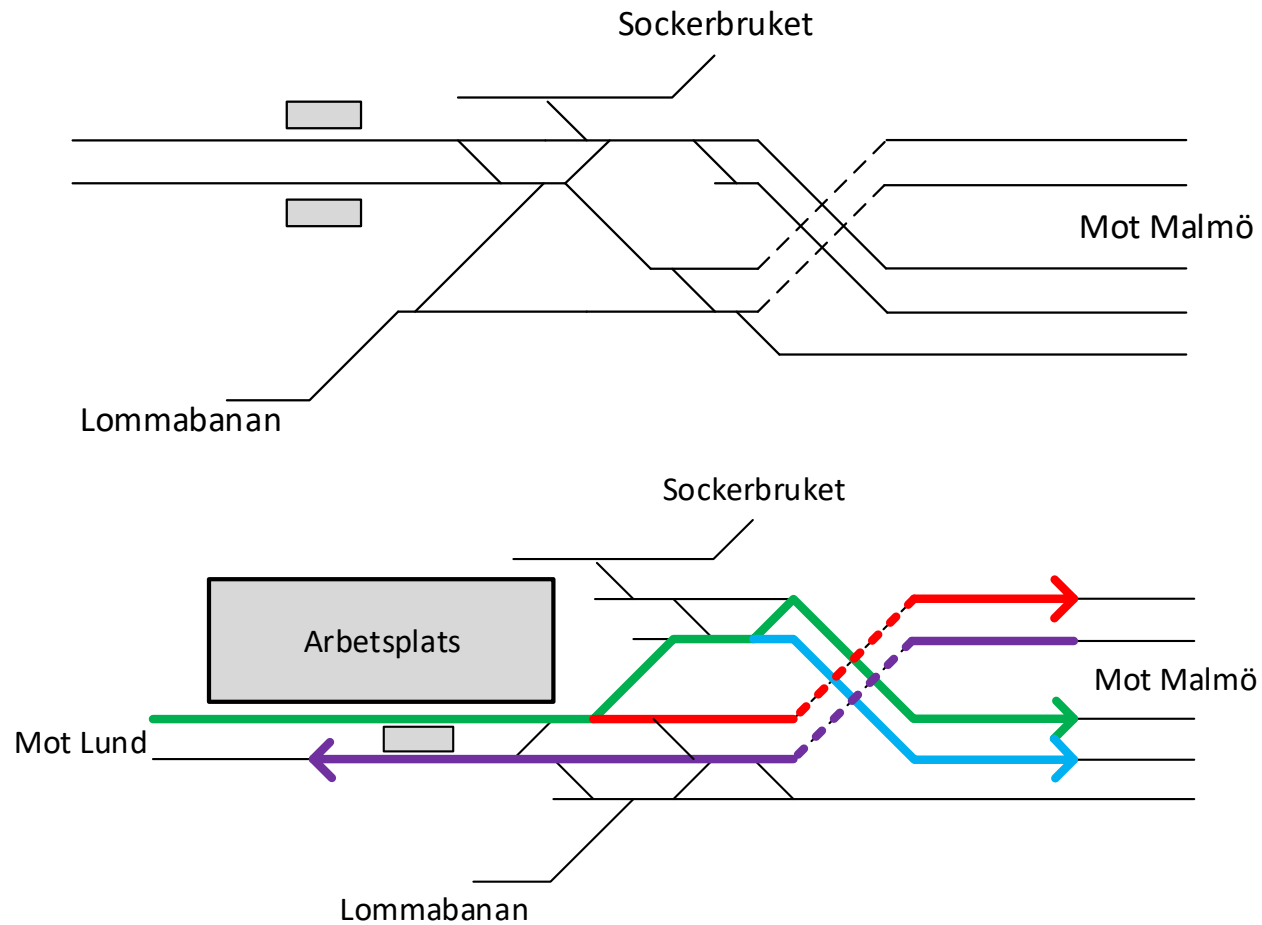 Sockerbruket
Mot Malmö
Lommabanan
Sockerbruket
Arbetsplats
Mot Malmö
Mot Lund
Lommabanan